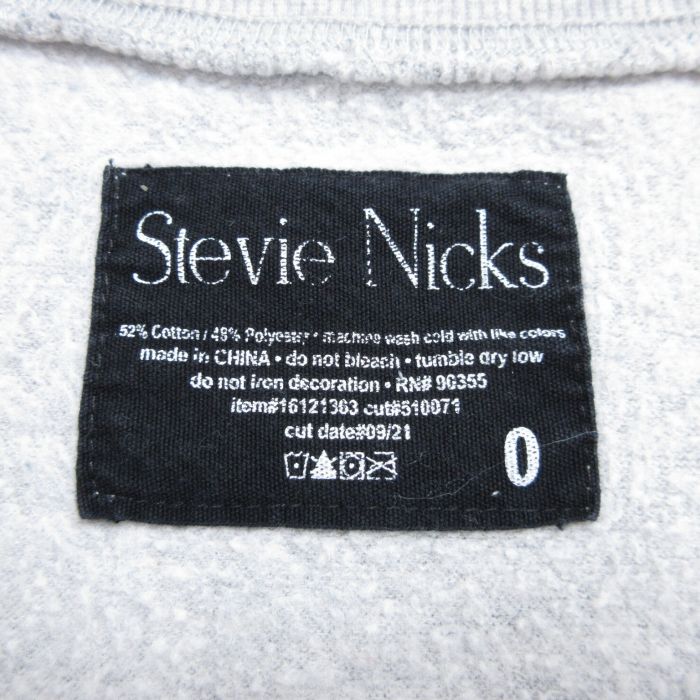 Stevie Nicks
52% Cotton / 48% Polyester • machine wash cold with like colors
made in CHINA • do not bleach • tumble dry low
do not iron decoration • RN# 90355
item#16121363 cut#510071
cut date#09/21
0